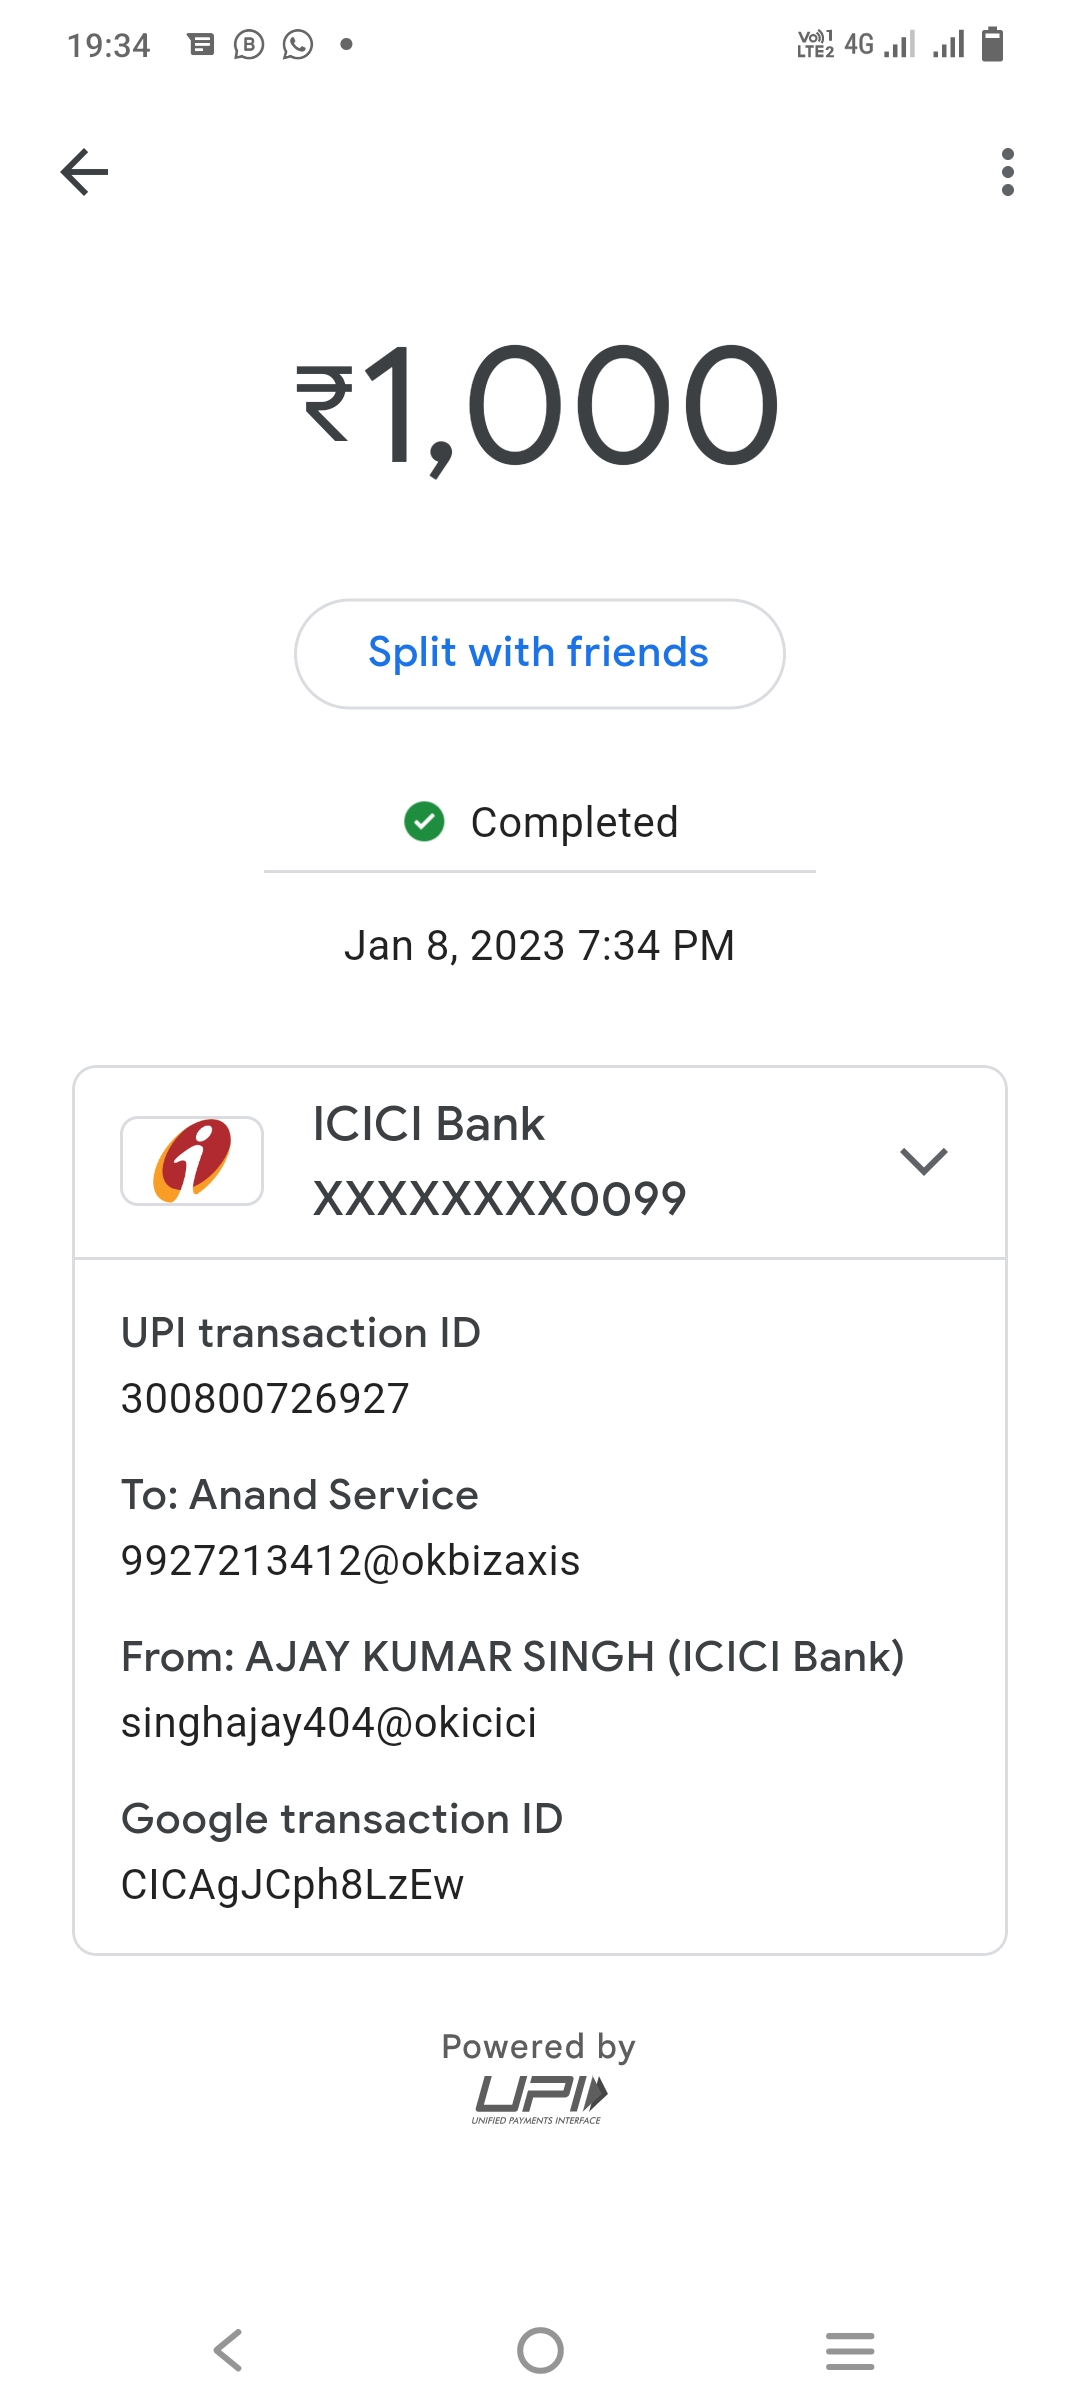 19:34
Vo)) 1
LTE2 4G
₹1,000
Split with friends
Completed
Jan 8, 2023 7:34 PM
ICICI Bank
XXXXXXXX0099
UPI transaction ID
300800726927
To: Anand Service
9927213412@okbizaxis
From: AJAY KUMAR SINGH (ICICI Bank)
singhajay404@okicici
Google transaction ID
CICAgJCph8LzEw
Powered by
UPI
UNIFIED PAYMENTS INTERFACE